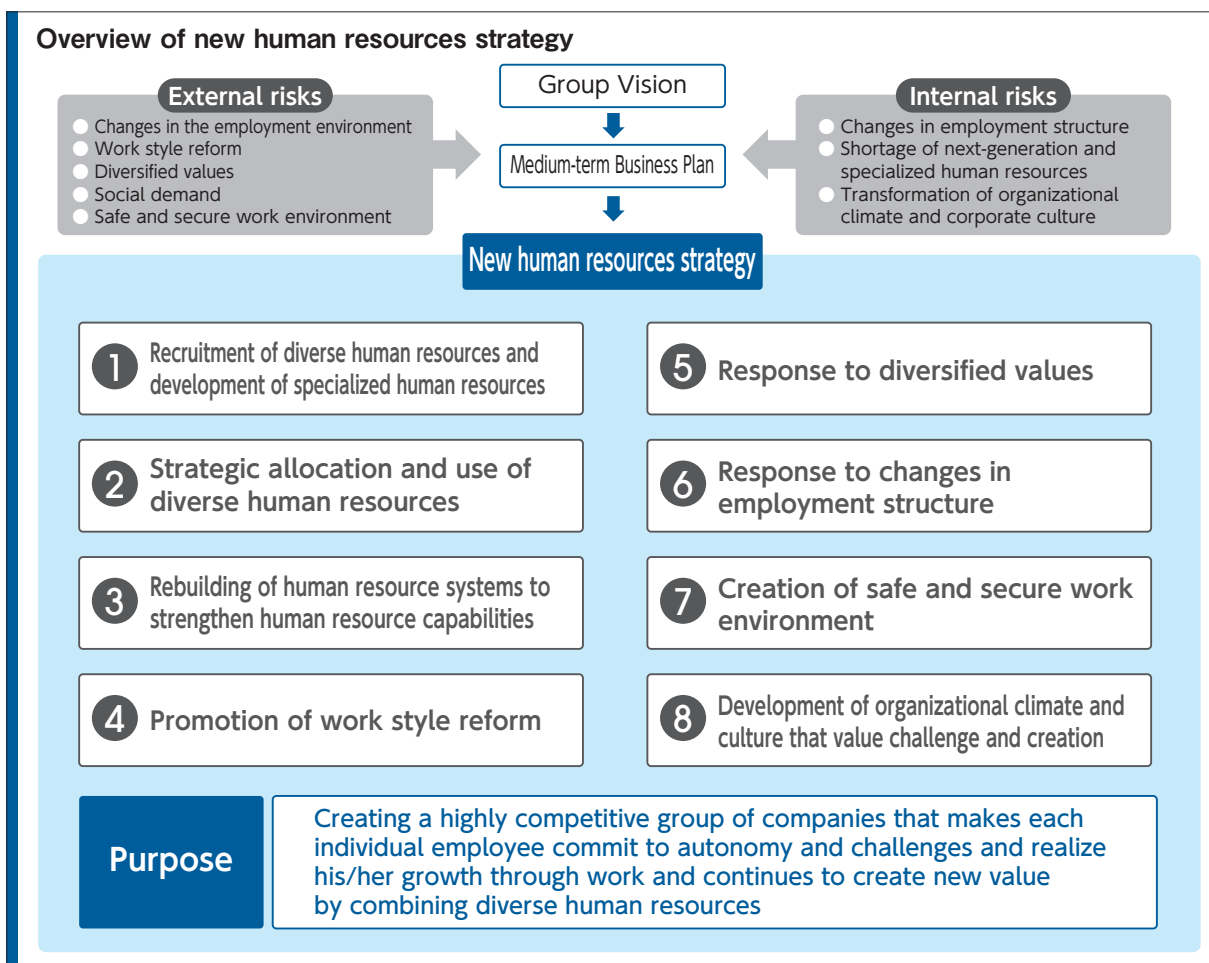 Overview of new human resources strategy
External risks
Changes in the employment environment
Work style reform
Diversified values
Social demand
Safe and secure work environment
Group Vision
Medium-term Business Plan
Internal risks
Changes in employment structure
Shortage of next-generation and
specialized human resources
Transformation of organizational
climate and corporate culture
New human resources strategy
1 Recruitment of diverse human resources and
development of specialized human resources
2 Strategic allocation and use of
diverse human resources
3 Rebuilding of human resource systems to
strengthen human resource capabilities
4 Promotion of work style reform
5 Response to diversified values
6 Response to changes in
employment structure
7 Creation of safe and secure work
environment
8 Development of organizational climate and
culture that value challenge and creation
Purpose
Creating a highly competitive group of companies that makes each
individual employee commit to autonomy and challenges and realize
his/her growth through work and continues to create new value
by combining diverse human resources